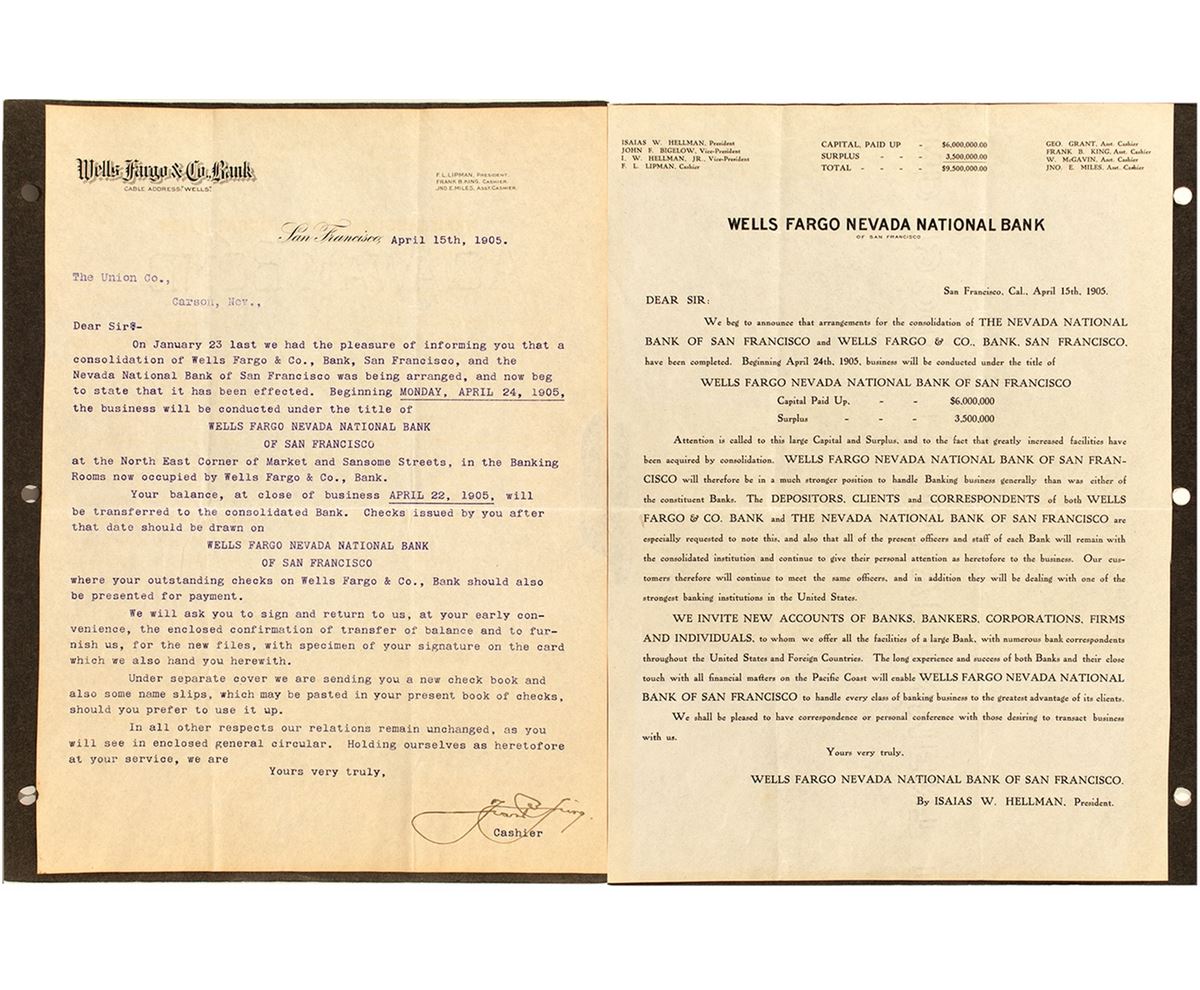 Wells Fargo & Co. Bank
CABLE ADDRESS "WELLS"
F. L. LIPMAN, PRESIDENT.
FRANK B. KING, CASHIER.
JNO. E. MILES, ASST. CASHIER.
San Francisco, April 15th, 1905.
The Union Co.,
Carson, Nev.,
Dear Sir:-
On January 23 last we had the pleasure of informing you that a
consolidation of Wells Fargo & Co., Bank, San Francisco, and the
Nevada National Bank of San Francisco was being arranged, and now beg
to state that it has been effected. Beginning MONDAY, APRIL 24, 1905,
the business will be conducted under the title of
WELLS FARGO NEVADA NATIONAL BANK
OF SAN FRANCISCO
at the North East Corner of Market and Sansome Streets, in the Banking
Rooms now occupied by Wells Fargo & Co., Bank.
Your balance, at close of business APRIL 22, 1905, will
be transferred to the consolidated Bank. Checks issued by you after
that date should be drawn on
WELLS FARGO NEVADA NATIONAL BANK
OF SAN FRANCISCO
where your outstanding checks on Wells Fargo & Co., Bank should also
be presented for payment.
We will ask you to sign and return to us, at your early con-
venience, the enclosed confirmation of transfer of balance and to fur-
nish us, for the new files, with specimen of your signature on the card
which we also hand you herewith.
Under separate cover we are sending you a new check book and
also some name slips, which may be pasted in your present book of checks,
should you prefer to use it up.
In all other respects our relations remain unchanged, as you
will see in enclosed general circular. Holding ourselves as heretofore
at your service, we are
Yours very truly,
Frank B. King.
Cashier
ISAIAS W. HELLMAN, President
JOHN F. BIGELOW, Vice-President
I. W. HELLMAN, JR., Vice-President
F. L. LIPMAN, Cashier
CAPITAL, PAID UP - $6,000,000.00
SURPLUS - - - 3,500,000.00
TOTAL - - - - $9,500,000.00
GEO. GRANT, Asst. Cashier
FRANK B. KING, Asst. Cashier
W. McGAVIN, Asst. Cashier
JNO. E. MILES, Asst. Cashier
WELLS FARGO NEVADA NATIONAL BANK
OF SAN FRANCISCO
San Francisco, Cal., April 15th, 1905.
DEAR SIR:
We beg to announce that arrangements for the consolidation of THE NEVADA NATIONAL
BANK OF SAN FRANCISCO and WELLS FARGO & CO., BANK, SAN FRANCISCO,
have been completed. Beginning April 24th, 1905, business will be conducted under the title of
WELLS FARGO NEVADA NATIONAL BANK OF SAN FRANCISCO
Capital Paid Up, - - $6,000,000
Surplus - - - 3,500,000
Attention is called to this large Capital and Surplus, and to the fact that greatly increased facilities have
been acquired by consolidation. WELLS FARGO NEVADA NATIONAL BANK OF SAN FRAN-
CISCO will therefore be in a much stronger position to handle Banking business generally than was either of
the constituent Banks. The DEPOSITORS, CLIENTS and CORRESPONDENTS of both WELLS
FARGO & CO. BANK and THE NEVADA NATIONAL BANK OF SAN FRANCISCO are
especially requested to note this, and also that all of the present officers and staff of each Bank will remain with
the consolidated institution and continue to give their personal attention as heretofore to the business. Our cus-
tomers therefore will continue to meet the same officers, and in addition they will be dealing with one of the
strongest banking institutions in the United States.
WE INVITE NEW ACCOUNTS OF BANKS, BANKERS, CORPORATIONS, FIRMS
AND INDIVIDUALS, to whom we offer all the facilities of a large Bank, with numerous bank correspondents
throughout the United States and Foreign Countries. The long experience and success of both Banks and their close
touch with all financial matters on the Pacific Coast will enable WELLS FARGO NEVADA NATIONAL
BANK OF SAN FRANCISCO to handle every class of banking business to the greatest advantage of its clients.
We shall be pleased to have correspondence or personal conference with those desiring to transact business
with us.
Yours very truly,
WELLS FARGO NEVADA NATIONAL BANK OF SAN FRANCISCO.
By ISAIAS W. HELLMAN, President.